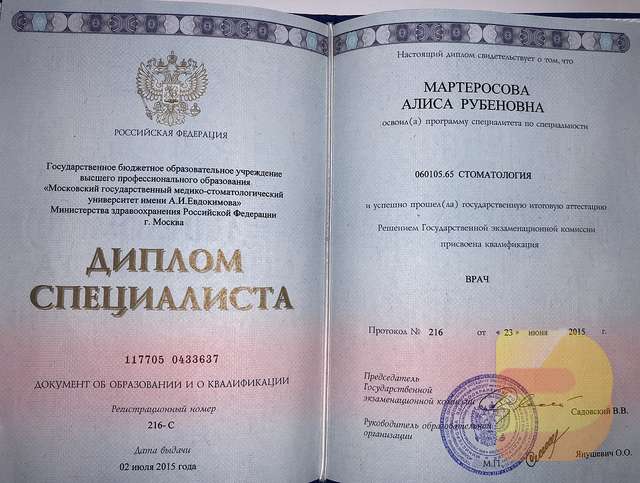 РОССИЙСКАЯ ФЕДЕРАЦИЯ
Государственное бюджетное образовательное учреждение
высшего профессионального образования
«Московский государственный медико-стоматологический
университет имени А.И.Евдокимова»
Министерства здравоохранения Российской Федерации
г. Москва
ДИПЛОМ
СПЕЦИАЛИСТА
117705 0433637
ДОКУМЕНТ ОБ ОБРАЗОВАНИИ И О КВАЛИФИКАЦИИ
Регистрационный номер
216- С
Дата выдачи
02 июля 2015 года
Настоящий диплом свидетельствует о том, что
МАРТЕРОСОВА
АЛИСА РУБЕНОВНА
освоил(а) программу специалитета по специальности
060105.65 СТОМАТОЛОГИЯ
и успешно прошел(ла) государственную итоговую аттестацию
Решением Государственной экзаменационной комиссии
присвоена квалификация
ВРАЧ
Протокол № 216 от « 23 » июня 2015 г.
Председатель
Государственной
экзаменационной комиссии
Садовский В.В.
Руководитель образовательной
организации
Янушевич О.О.
М.П.